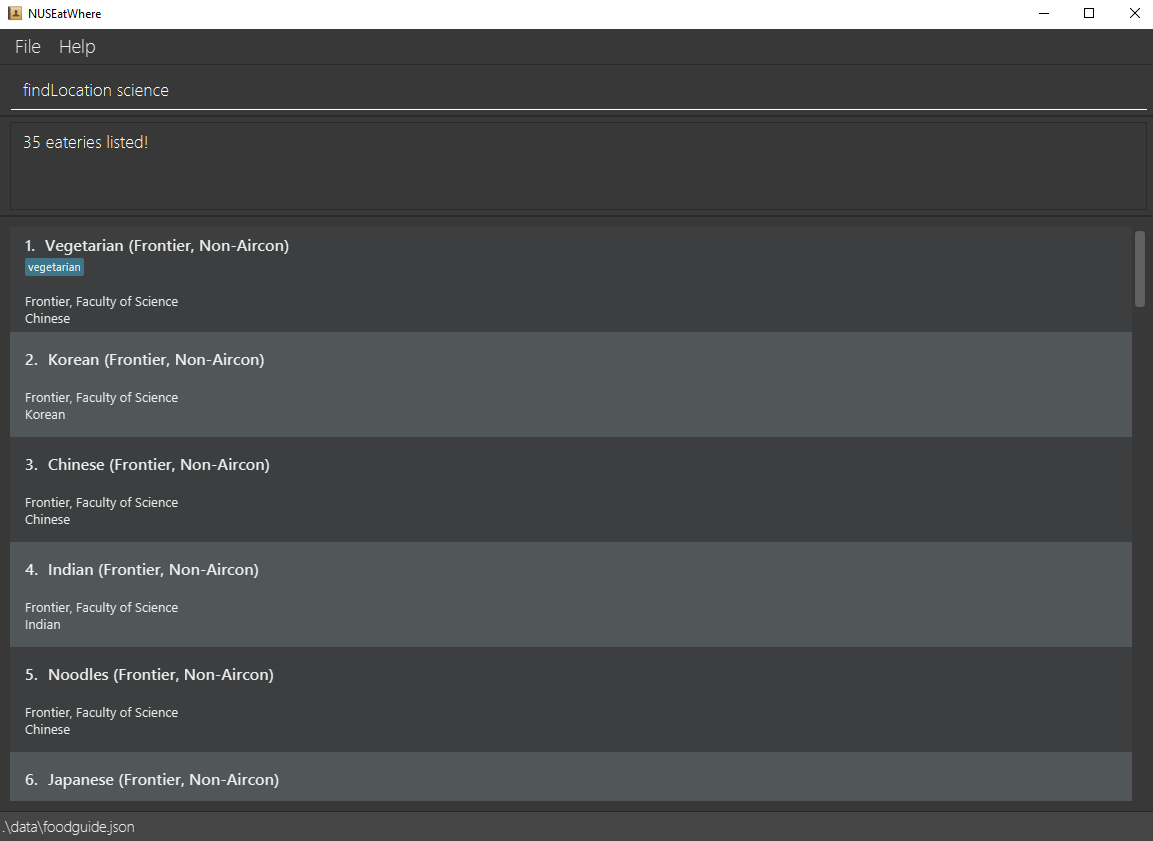 NUSEatWhere
File Help
findLocation science
35 eateries listed!
1. Vegetarian (Frontier, Non-Aircon)
vegetarian
Frontier, Faculty of Science
Chinese
2. Korean (Frontier, Non-Aircon)
Frontier, Faculty of Science
Korean
3. Chinese (Frontier, Non-Aircon)
Frontier, Faculty of Science
Chinese
4. Indian (Frontier, Non-Aircon)
Frontier, Faculty of Science
Indian
5. Noodles (Frontier, Non-Aircon)
Frontier, Faculty of Science
Chinese
6. Japanese (Frontier, Non-Aircon)
.\data\foodguide.json